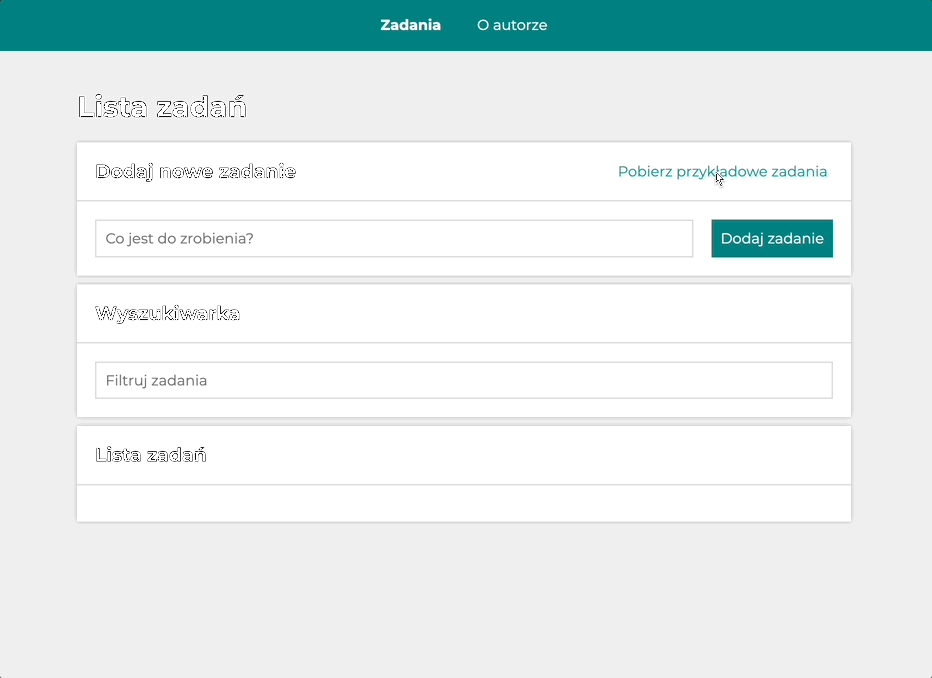 Zadania O autorze
Lista zadań
Dodaj nowe zadanie Pobierz przykładowe zadania
Co jest do zrobienia? Dodaj zadanie
Wyszukiwarka
Filtruj zadania
Lista zadań